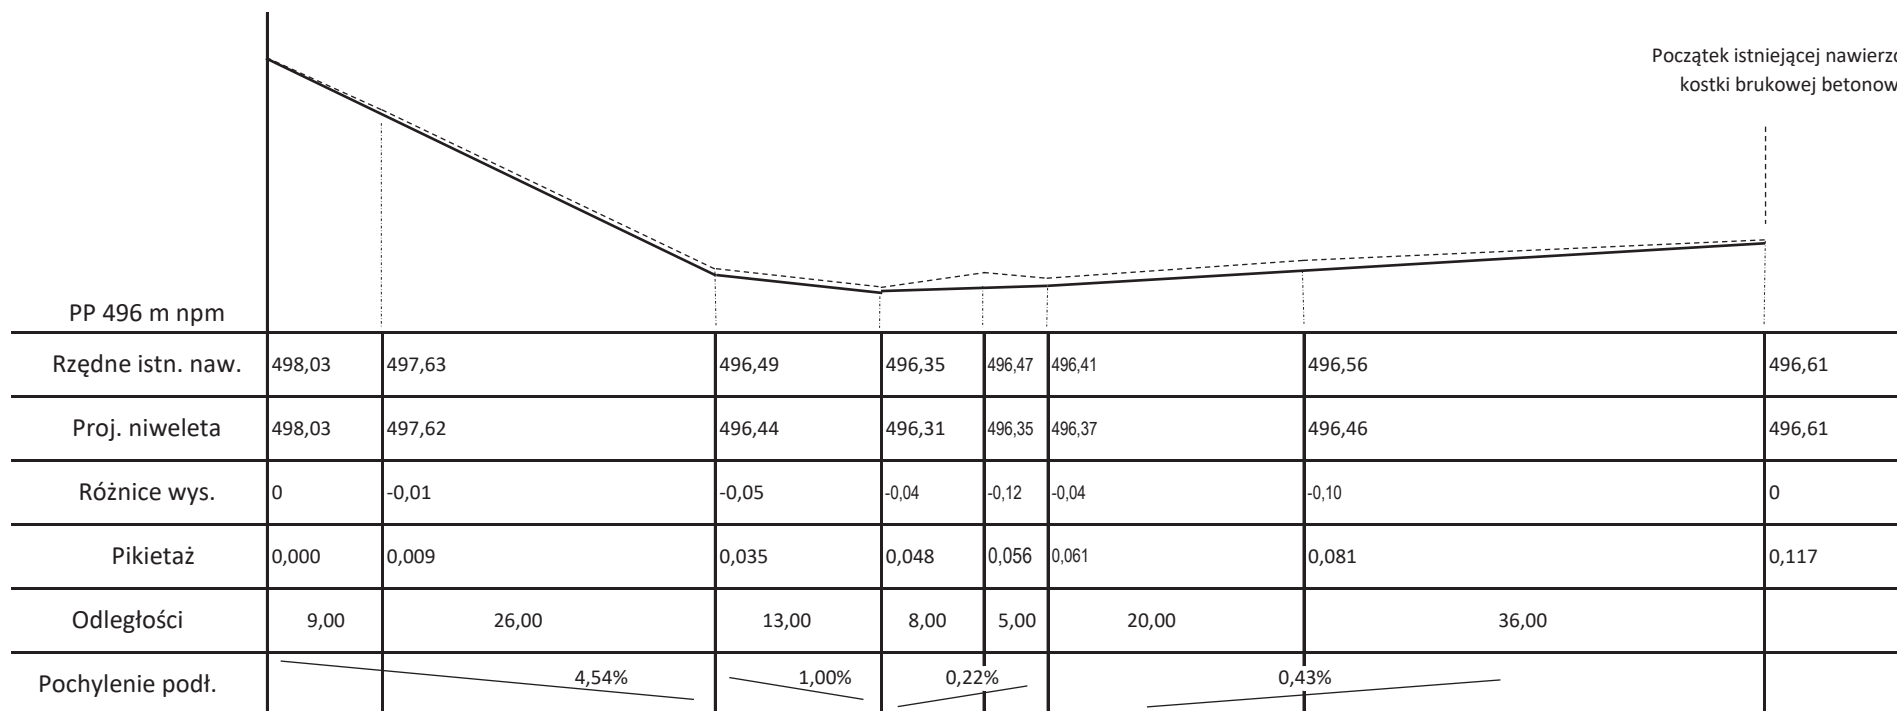 Początek istniejącej
kostki brukowej
PP 496 m npm
Rzędne istn. naw. 498,03 497,63 496,49 496,35 496,47 496,41 496,56 496,61
Proj. niweleta 498,03 497,62 496,44 496,31 496,35 496,37 496,46 496,61
Różnice wys. 0 -0,01 -0,05 -0,04 -0,12 -0,04 -0,10 0
Pikietaż 0,000 0,009 0,035 0,048 0,056 0,061 0,081 0,117
Odległości 9,00 26,00 13,00 8,00 5,00 20,00 36,00
Pochylenie podł. 4,54% 1,00% 0,22% 0,43%